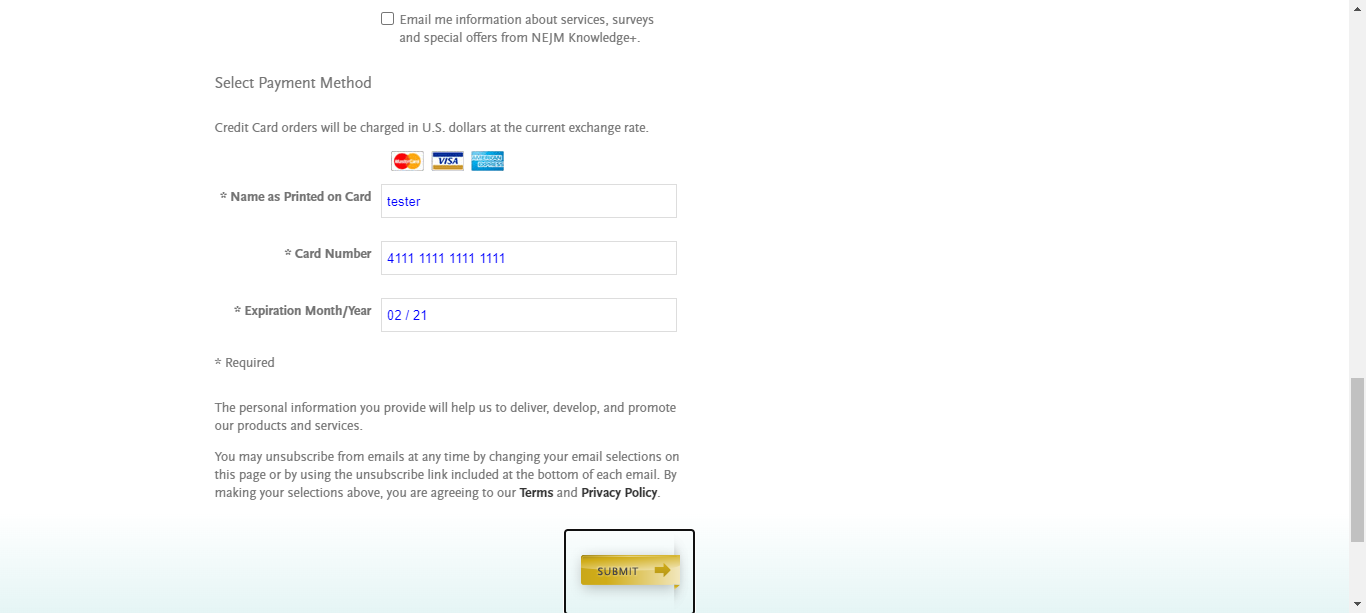 Email me information about services, surveys
and special offers from NEJM Knowledge+.
Select Payment Method
Credit Card orders will be charged in U.S. dollars at the current exchange rate.
MasterCard VISA AMERICAN EXPRESS
* Name as Printed on Card tester
* Card Number 4111 1111 1111 1111
* Expiration Month/Year 02 / 21
* Required
The personal information you provide will help us to deliver, develop, and promote
our products and services.
You may unsubscribe from emails at any time by changing your email selections on
this page or by using the unsubscribe link included at the bottom of each email. By
making your selections above, you are agreeing to our Terms and Privacy Policy.
SUBMIT